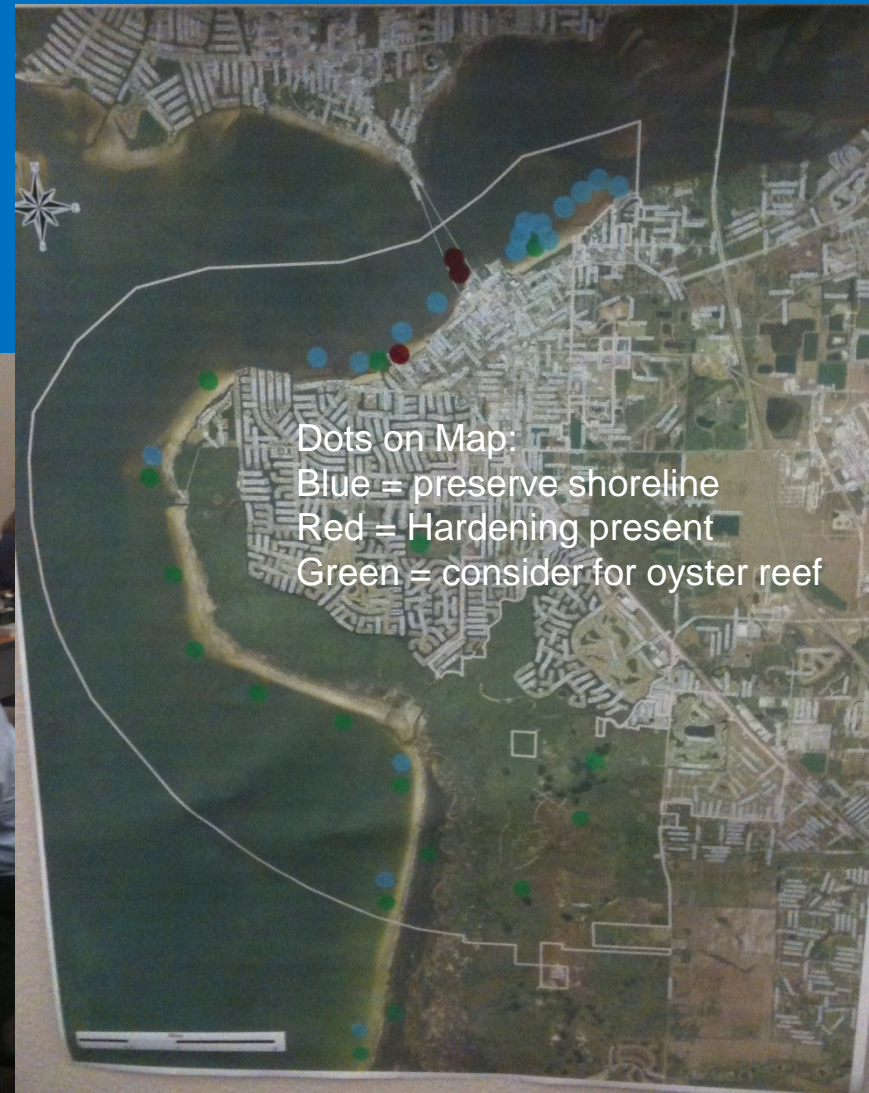 Dots on Map:
Blue = preserve shoreline
Red = Hardening present
Green = consider for oyster reef